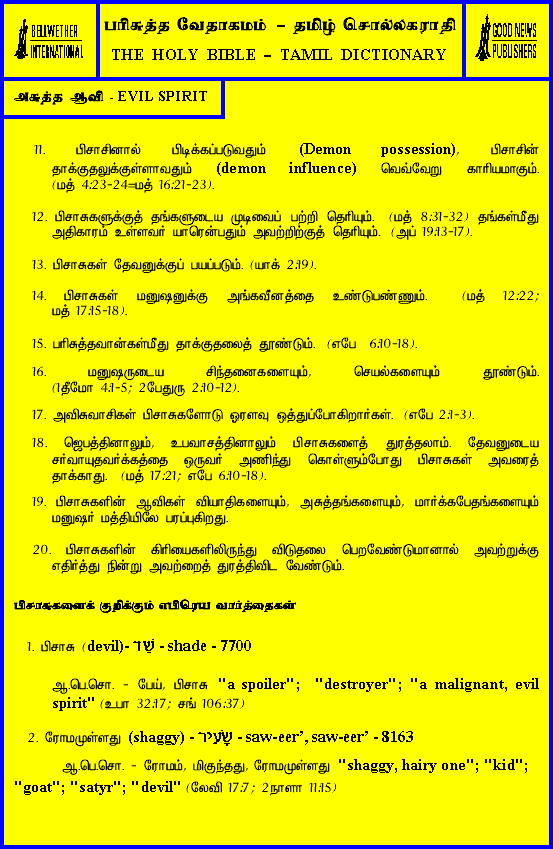 BELLWETHER
INTERNATIONAL
பரிசுத்த வேதாகமம் – தமிழ் சொல்லகராதி
THE HOLY BIBLE – TAMIL DICTIONARY
GOOD NEWS
PUBLISHERS
அசுத்த ஆவி - EVIL SPIRIT
11. பிசாசினால் பிடிக்கப்படுவதும் (Demon possession), பிசாசின்
தாக்குதலுக்குள்ளாவதும் (demon influence) வெவ்வேறு காரியமாகும்.
(மத் 4:23-24=மத் 16:21-23).
12. பிசாசுகளுக்குத் தங்களுடைய முடிவைப் பற்றி தெரியும். (மத் 8:31-32) தங்கள்மீது
அதிகாரம் உள்ளவர் யாரென்பதும் அவற்றிற்குத் தெரியும். (அப் 19:13-17).
13. பிசாசுகள் தேவனுக்குப் பயப்படும். (யாக் 2:19).
14. பிசாசுகள் மனுஷனுக்கு அங்கவீனத்தை உண்டுபண்ணும். (மத் 12:22;
மத் 17:15-18).
15. பரிசுத்தவான்கள்மீது தாக்குதலைத் தூண்டும். (எபே 6:10-18).
16. மனுஷருடைய சிந்தனைகளையும், செயல்களையும் தூண்டும்.
(1தீமோ 4:1-5; 2பேதுரு 2:10-12).
17. அவிசுவாசிகள் பிசாசுகளோடு ஓரளவு ஒத்துப்போகிறார்கள். (எபே 2:1-3).
18. ஜெபத்தினாலும், உபவாசத்தினாலும் பிசாசுகளைத் துரத்தலாம். தேவனுடைய
சர்வாயுதவர்க்கத்தை ஒருவர் அணிந்து கொள்ளும்போது பிசாசுகள் அவரைத்
தாக்காது. (மத் 17:21; எபே 6:10-18).
19. பிசாசுகளின் ஆவிகள் வியாதிகளையும், அசுத்தங்களையும், மார்க்கபேதங்களையும்
மனுஷர் மத்தியிலே பரப்புகிறது.
20. பிசாசுகளின் கிரியைகளிலிருந்து விடுதலை பெறவேண்டுமானால் அவற்றுக்கு
எதிர்த்து நின்று அவற்றைத் துரத்திவிட வேண்டும்.
பிசாசுகளைக் குறிக்கும் எபிரெய வார்த்தைகள்
1. பிசாசு (devil)- שֵׁד - shade - 7700
ஆ.பெ.சொ. - பேய், பிசாசு "a spoiler"; "destroyer"; "a malignant, evil
spirit" (உபா 32:17; சங் 106:37)
2. ரோமமுள்ளது (shaggy) - שָׂעִיר - saw-eer’, saw-eer’ - 8163
ஆ.பெ.சொ. - ரோமம், மிகுந்தது, ரோமமுள்ளது "shaggy, hairy one"; "kid";
"goat"; "satyr"; "devil" (லேவி 17:7; 2நாளா 11:15)